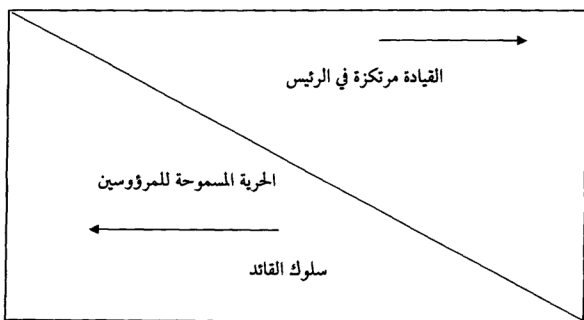 القيادة مرتكزة في الرئيس
الحرية المسموحة للمرؤوسين
سلوك القائد